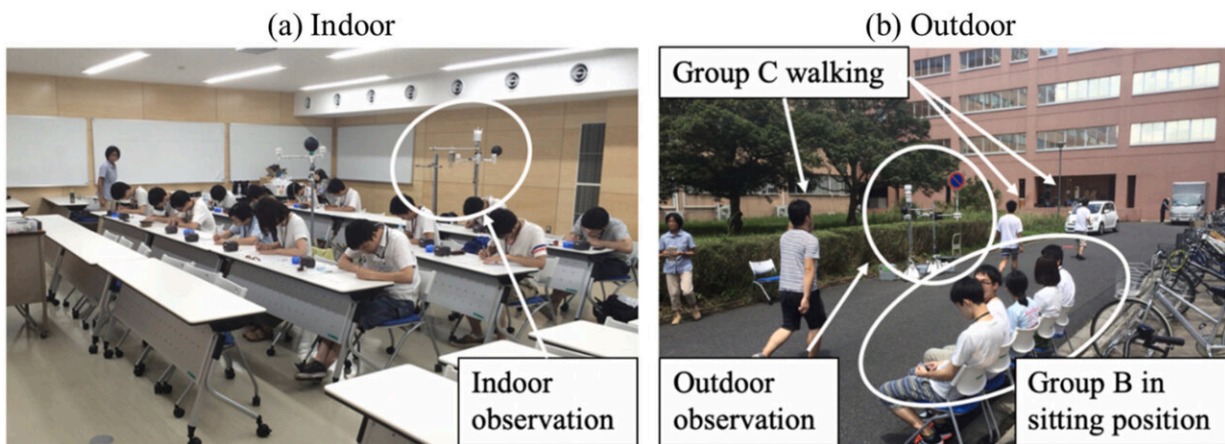 (a) Indoor
(b) Outdoor
Group C walking
Indoor
observation
Outdoor
observation
Group B in
sitting position